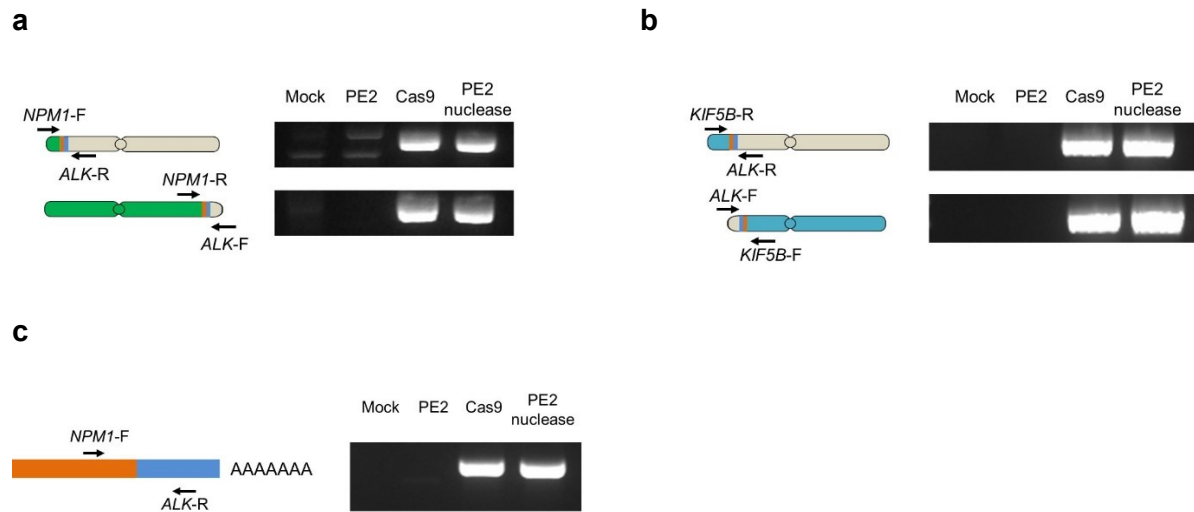 a
Mock PE2 Cas9 PE2 nuclease
NPM1-F
ALK-R
NPM1-R
ALK-F
b
Mock PE2 Cas9 PE2 nuclease
KIF5B-R
ALK-R
ALK-F
KIF5B-F
c
Mock PE2 Cas9 PE2 nuclease
NPM1-F
AAAAAAA
ALK-R